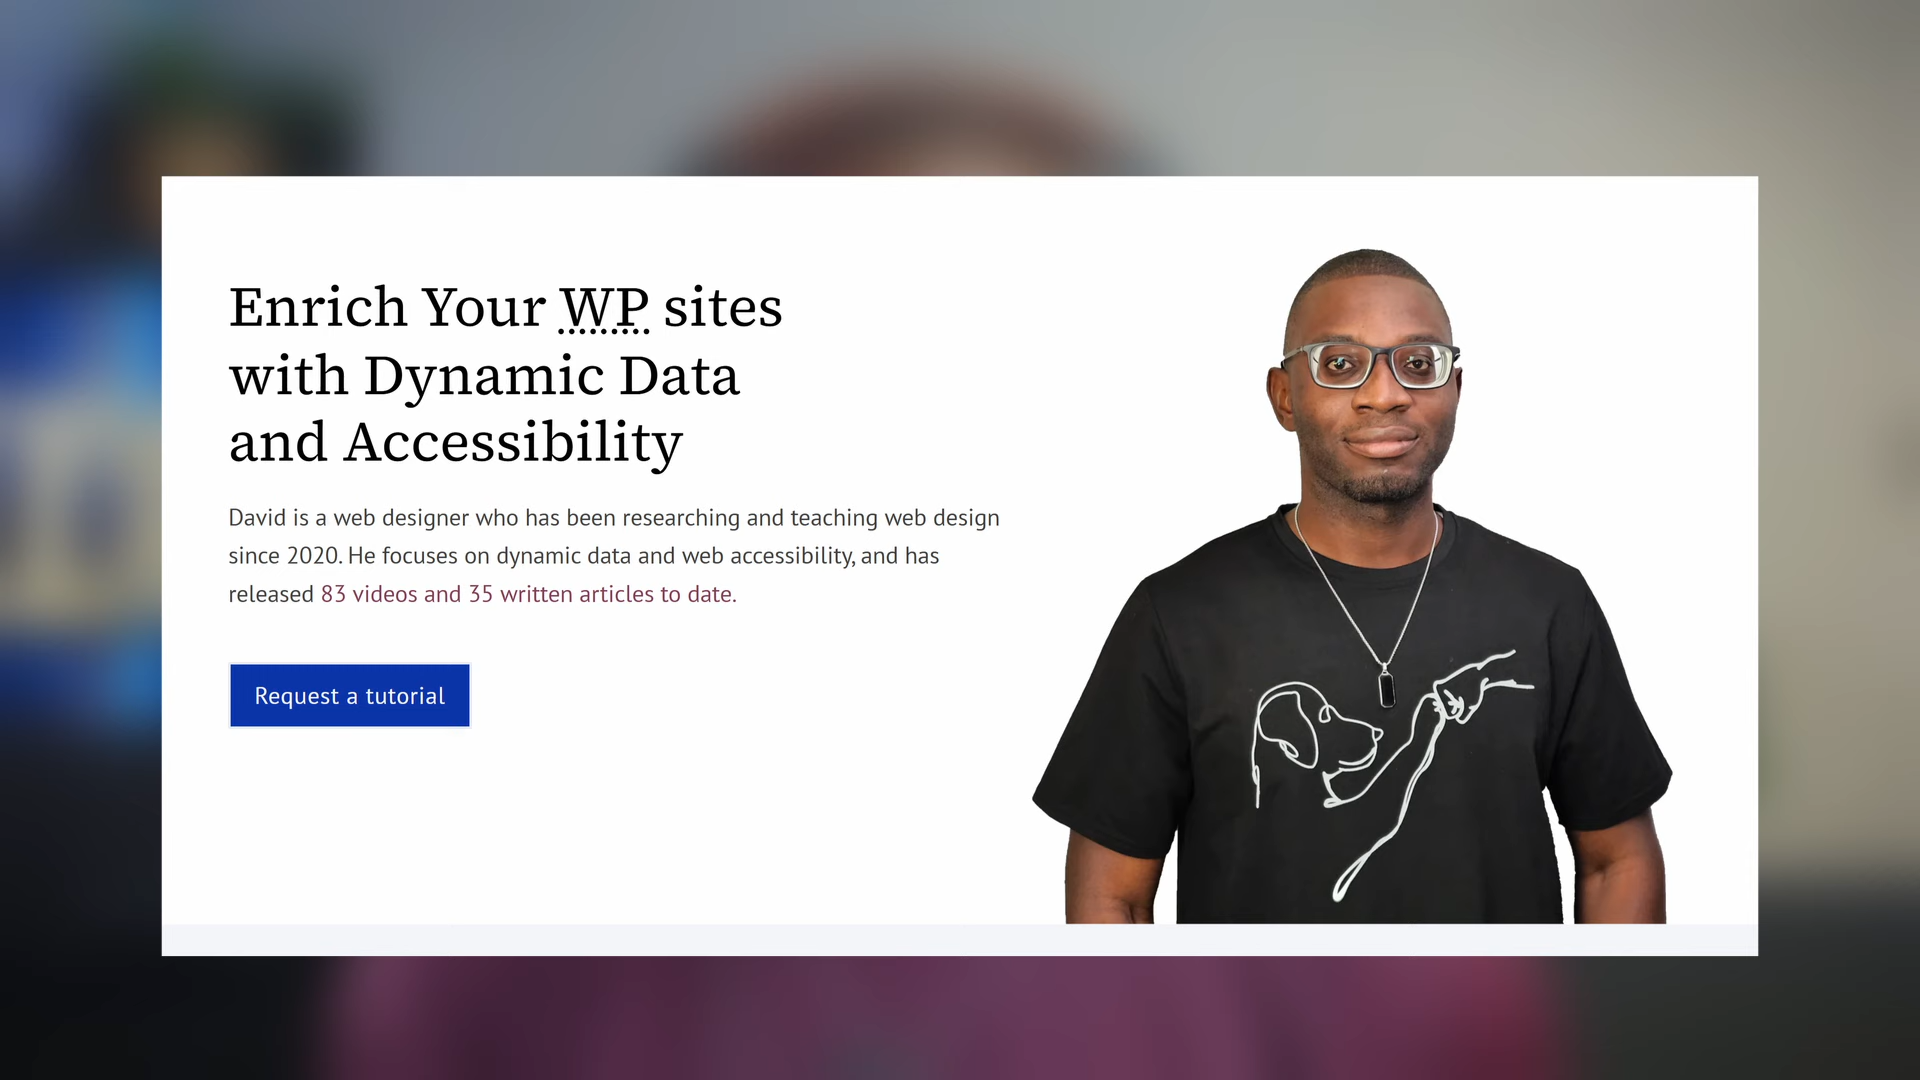 Enrich Your WP sites
with Dynamic Data
and Accessibility
David is a web designer who has been researching and teaching web design
since 2020. He focuses on dynamic data and web accessibility, and has
released 83 videos and 35 written articles to date.
Request a tutorial